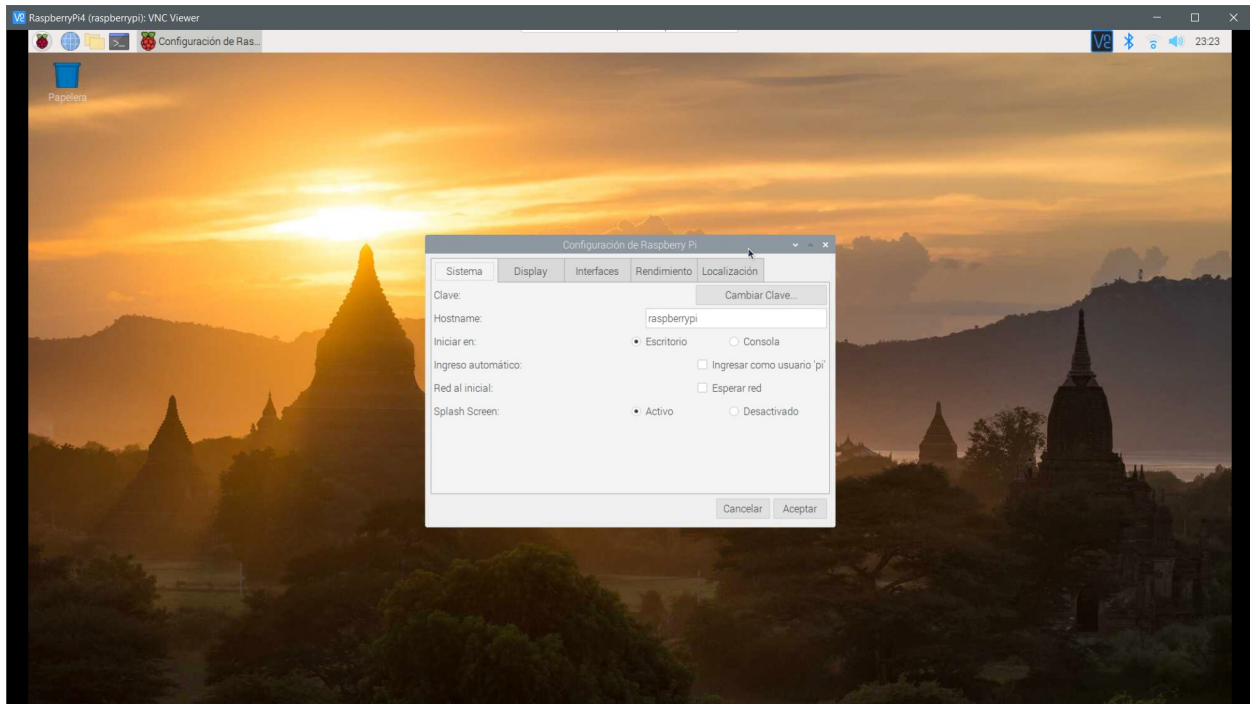 RaspberryPi4 (raspberrypi): VNC Viewer
Configuración de Ras...
23:23
Papelera
Configuración de Raspberry Pi
Sistema Display Interfaces Rendimiento Localización
Clave: Cambiar Clave...
Hostname: raspberrypi
Iniciar en: Escritorio Consola
Ingreso automático: Ingresar como usuario 'pi'
Red al inicial: Esperar red
Splash Screen: Activo Desactivado
Cancelar Aceptar